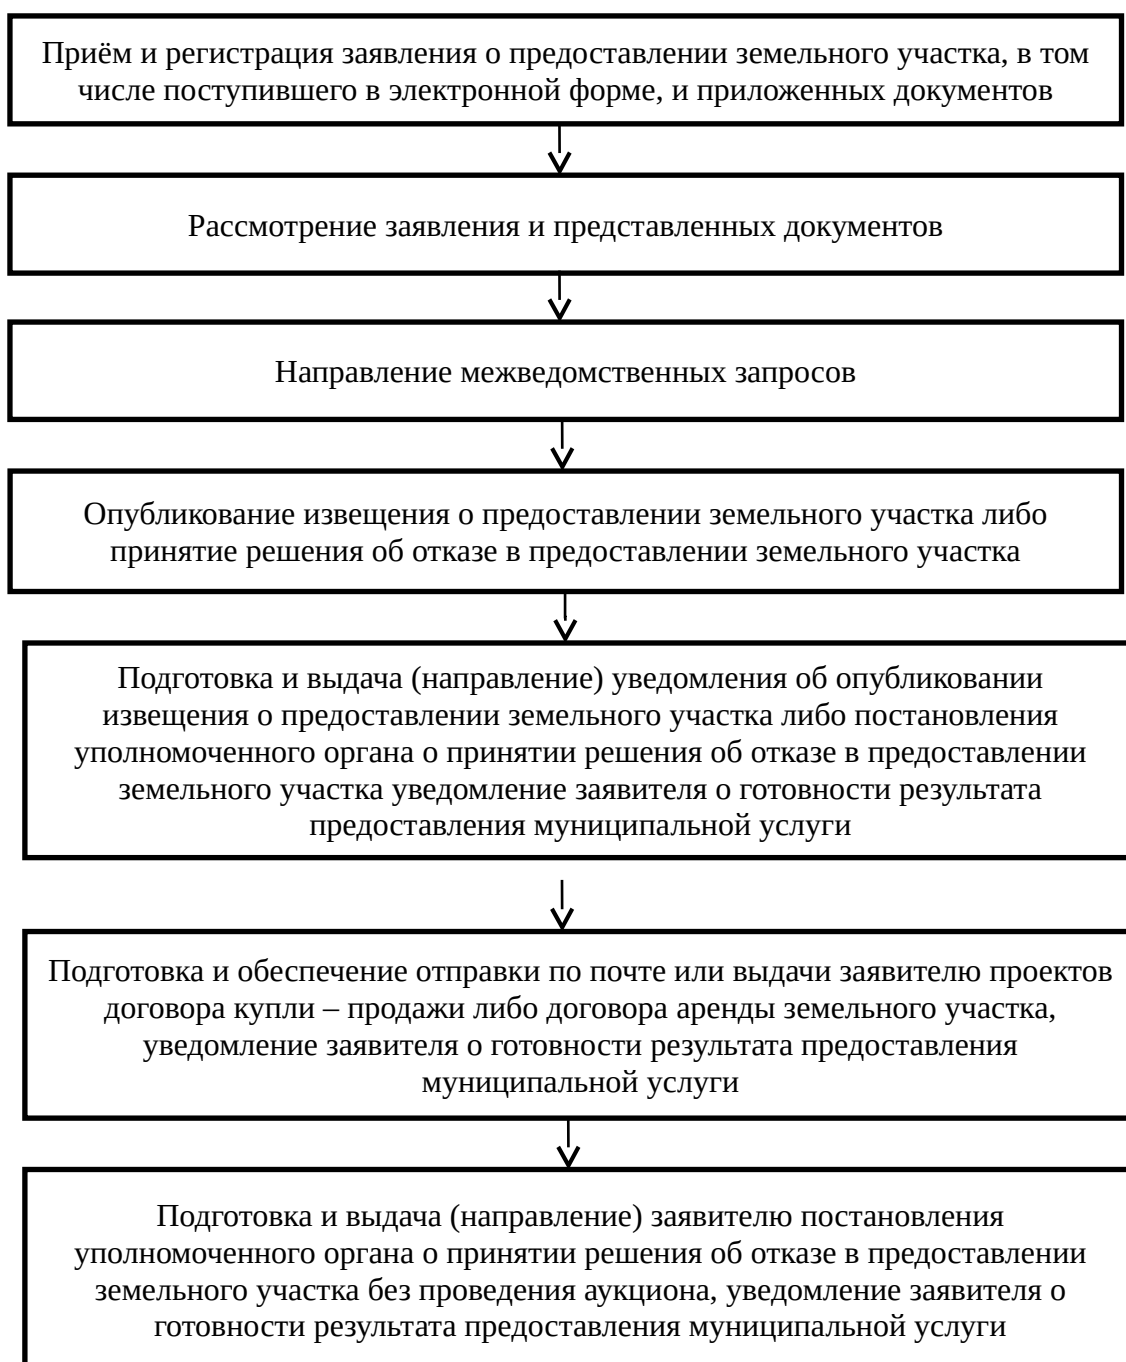 Приём и регистрация заявления о предоставлении земельного участка, в том
числе поступившего в электронной форме, и приложенных документов
Рассмотрение заявления и представленных документов
Направление межведомственных запросов
Опубликование извещения о предоставлении земельного участка либо
принятие решения об отказе в предоставлении земельного участка
Подготовка и выдача (направление) уведомления об опубликовании
извещения о предоставлении земельного участка либо постановления
уполномоченного органа о принятии решения об отказе в предоставлении
земельного участка уведомление заявителя о готовности результата
предоставления муниципальной услуги
Подготовка и обеспечение отправки по почте или выдачи заявителю проектов
договора купли – продажи либо договора аренды земельного участка,
уведомление заявителя о готовности результата предоставления
муниципальной услуги
Подготовка и выдача (направление) заявителю постановления
уполномоченного органа о принятии решения об отказе в предоставлении
земельного участка без проведения аукциона, уведомление заявителя о
готовности результата предоставления муниципальной услуги